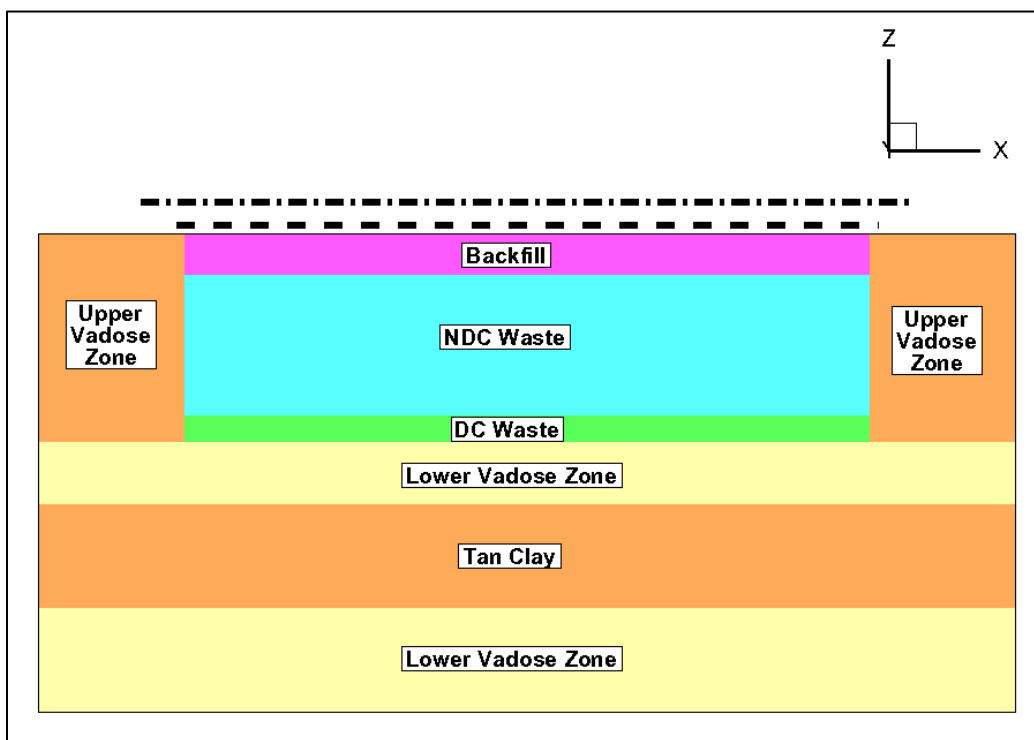 Z
Y
X
Backfill
Upper
Vadose
Zone
NDC Waste
Upper
Vadose
Zone
DC Waste
Lower Vadose Zone
Tan Clay
Lower Vadose Zone